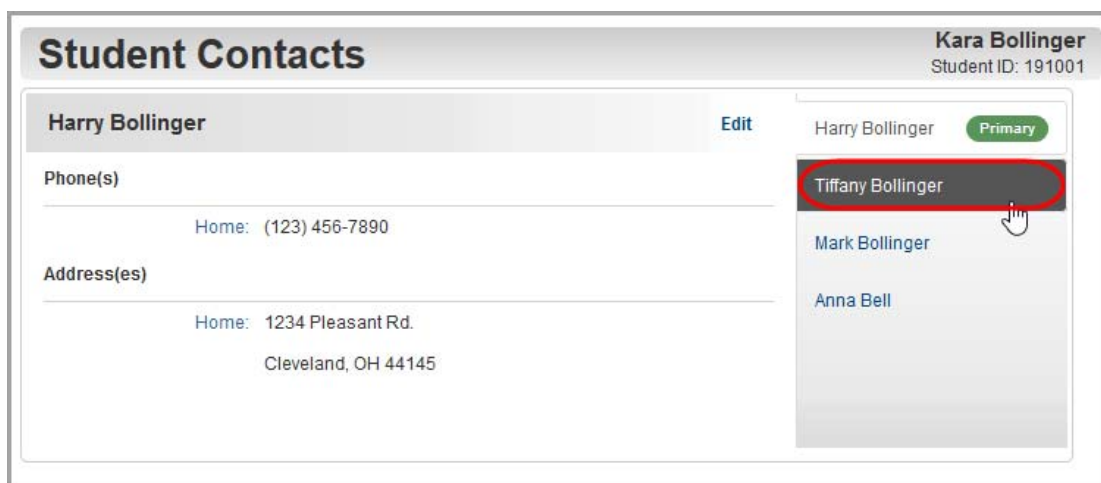 Student Contacts
Kara Bollinger
Student ID: 191001
Harry Bollinger
Edit
Phone(s)
Home: (123) 456-7890
Address(es)
Home: 1234 Pleasant Rd.
Cleveland, OH 44145
Harry Bollinger Primary
Tiffany Bollinger
Mark Bollinger
Anna Bell